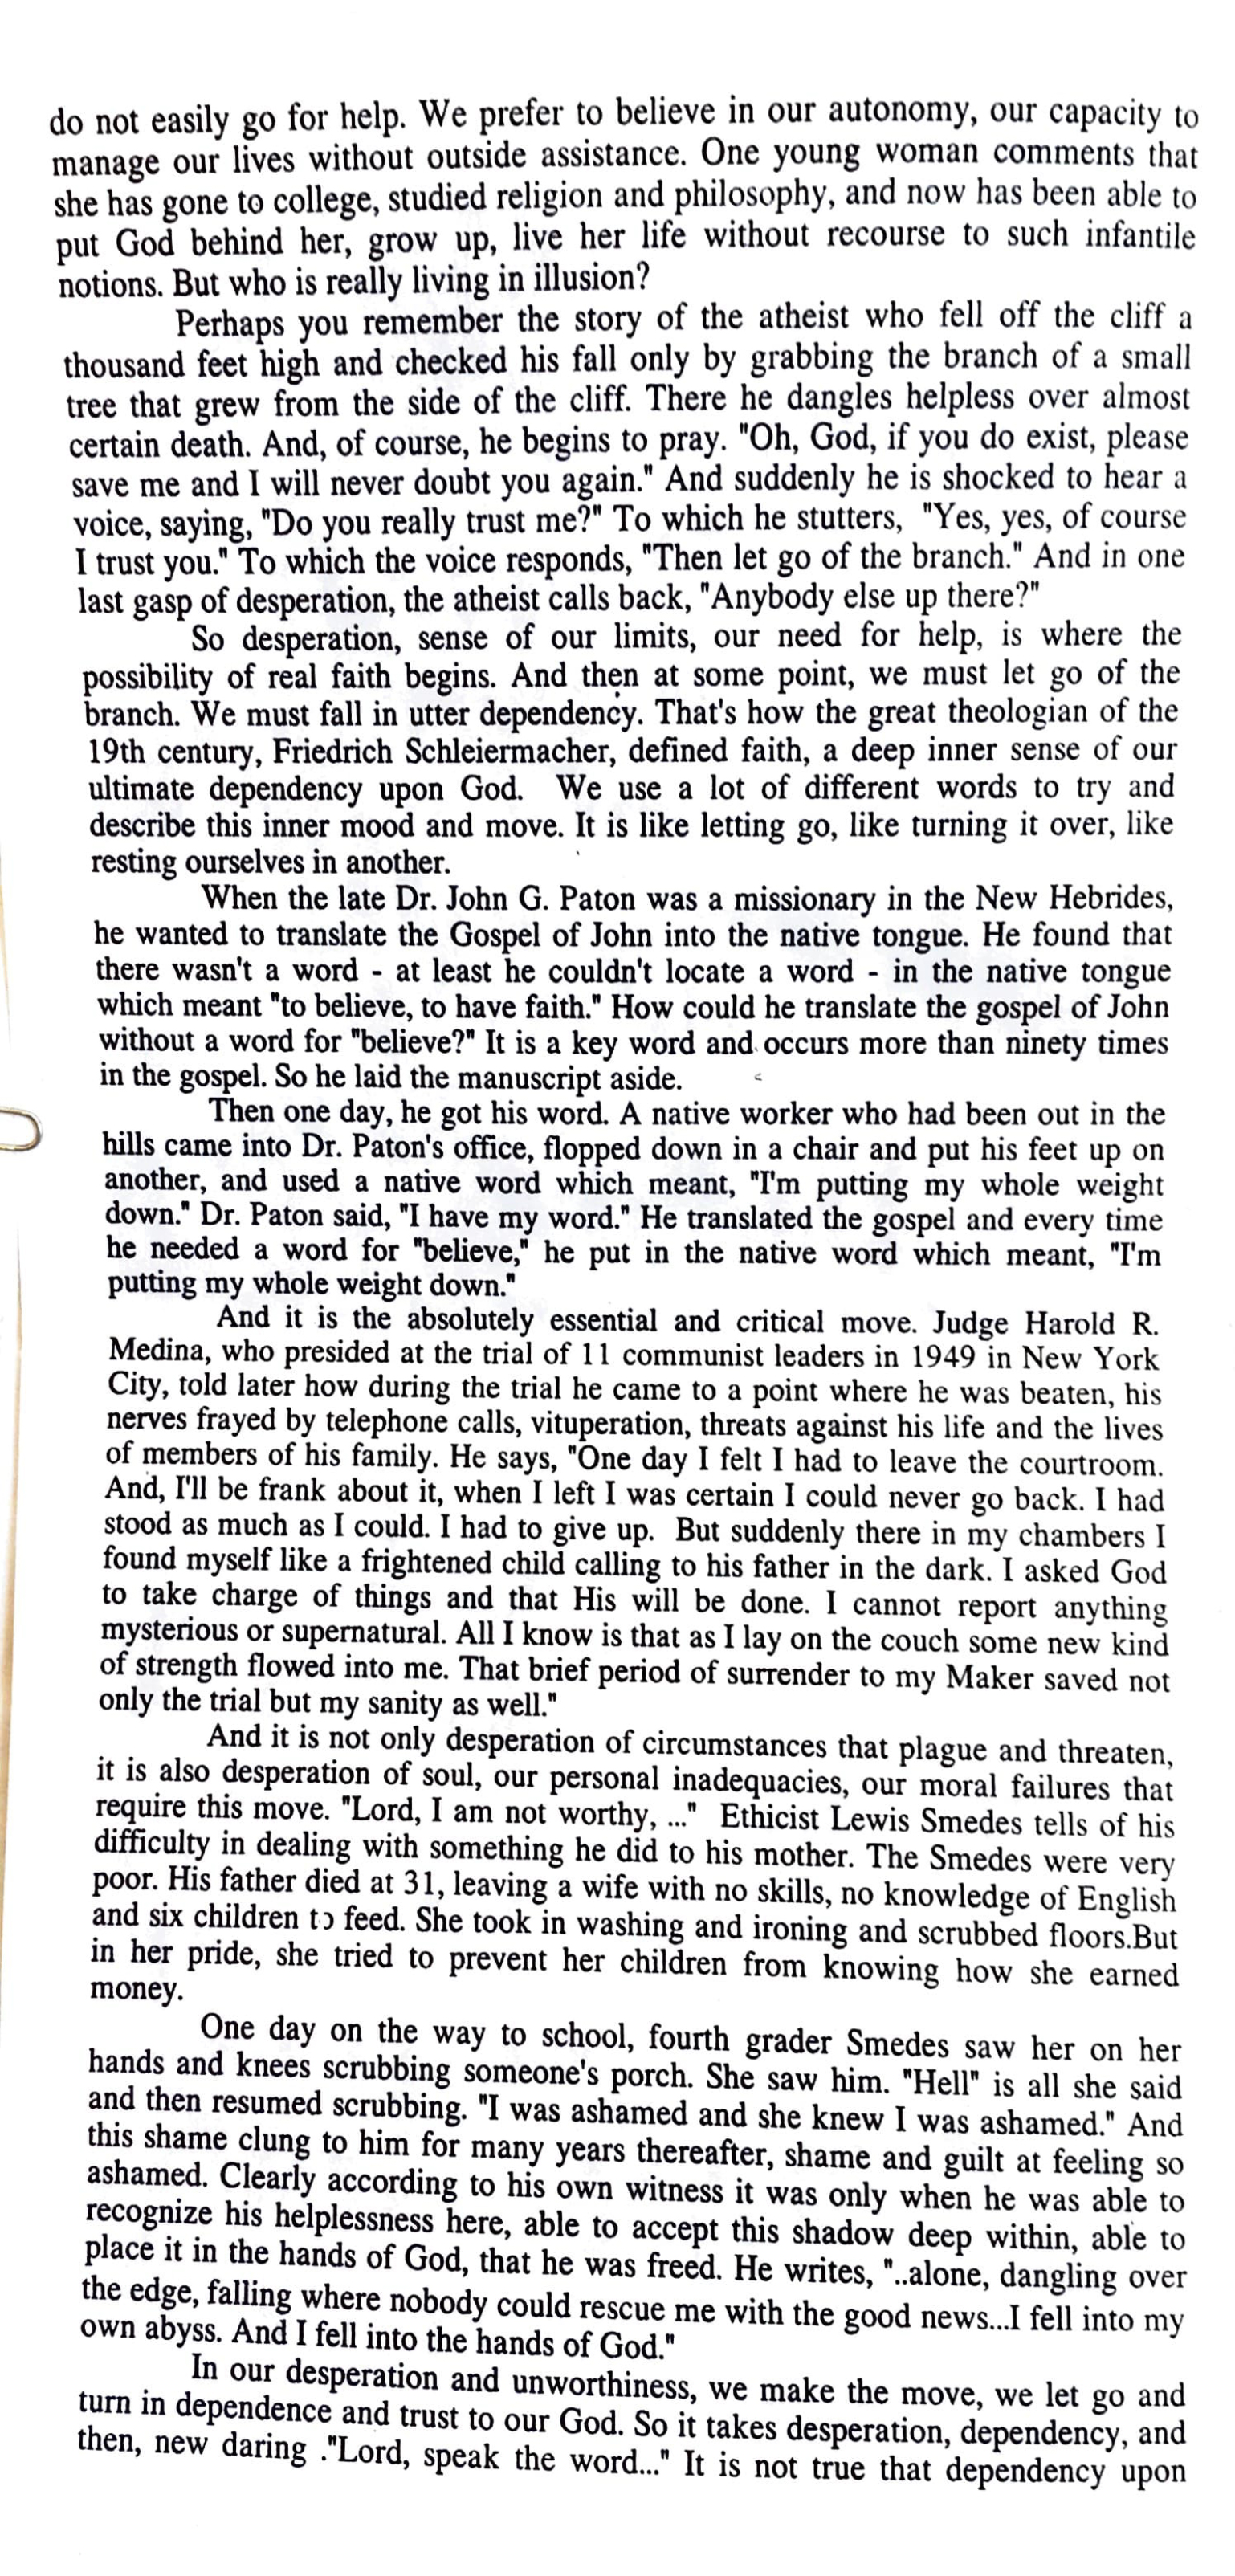 do not easily go for help. We prefer to believe in our autonomy, our capacity to
manage our lives without outside assistance. One young woman comments that
she has gone to college, studied religion and philosophy, and now has been able to
put God behind her, grow up, live her life without recourse to such infantile
notions. But who is really living in illusion?
Perhaps you remember the story of the atheist who fell off the cliff a
thousand feet high and checked his fall only by grabbing the branch of a small
tree that grew from the side of the cliff. There he dangles helpless over almost
certain death. And, of course, he begins to pray. "Oh, God, if you do exist, please
save me and I will never doubt you again." And suddenly he is shocked to hear a
voice, saying, "Do you really trust me?" To which he stutters, "Yes, yes, of course
I trust you." To which the voice responds, "Then let go of the branch." And in one
last gasp of desperation, the atheist calls back, "Anybody else up there?"
So desperation, sense of our limits, our need for help, is where the
possibility of real faith begins. And then at some point, we must let go of the
branch. We must fall in utter dependency. That's how the great theologian of the
19th century, Friedrich Schleiermacher, defined faith, a deep inner sense of our
ultimate dependency upon God. We use a lot of different words to try and
describe this inner mood and move. It is like letting go, like turning it over, like
resting ourselves in another.
When the late Dr. John G. Paton was a missionary in the New Hebrides,
he wanted to translate the Gospel of John into the native tongue. He found that
there wasn't a word - at least he couldn't locate a word - in the native tongue
which meant "to believe, to have faith." How could he translate the gospel of John
without a word for "believe?" It is a key word and occurs more than ninety times
in the gospel. So he laid the manuscript aside.
Then one day, he got his word. A native worker who had been out in the
hills came into Dr. Paton's office, flopped down in a chair and put his feet up on
another, and used a native word which meant, "I'm putting my whole weight
down." Dr. Paton said, "I have my word." He translated the gospel and every time
he needed a word for "believe," he put in the native word which meant, "I'm
putting my whole weight down."
And it is the absolutely essential and critical move. Judge Harold R.
Medina, who presided at the trial of 11 communist leaders in 1949 in New York
City, told later how during the trial he came to a point where he was beaten, his
nerves frayed by telephone calls, vituperation, threats against his life and the lives
of members of his family. He says, "One day I felt I had to leave the courtroom.
And, I'll be frank about it, when I left I was certain I could never go back. I had
stood as much as I could. I had to give up. But suddenly there in my chambers I
found myself like a frightened child calling to his father in the dark. I asked God
to take charge of things and that His will be done. I cannot report anything
mysterious or supernatural. All I know is that as I lay on the couch some new kind
of strength flowed into me. That brief period of surrender to my Maker saved not
only the trial but my sanity as well."
And it is not only desperation of circumstances that plague and threaten,
it is also desperation of soul, our personal inadequacies, our moral failures that
require this move. "Lord, I am not worthy, ..." Ethicist Lewis Smedes tells of his
difficulty in dealing with something he did to his mother. The Smedes were very
poor. His father died at 31, leaving a wife with no skills, no knowledge of English
and six children to feed. She took in washing and ironing and scrubbed floors.But
in her pride, she tried to prevent her children from knowing how she earned
money.
One day on the way to school, fourth grader Smedes saw her on her
hands and knees scrubbing someone's porch. She saw him. "Hell" is all she said
and then resumed scrubbing. "I was ashamed and she knew I was ashamed." And
this shame clung to him for many years thereafter, shame and guilt at feeling so
ashamed. Clearly according to his own witness it was only when he was able to
recognize his helplessness here, able to accept this shadow deep within, able to
place it in the hands of God, that he was freed. He writes, "..alone, dangling over
the edge, falling where nobody could rescue me with the good news...I fell into my
own abyss. And I fell into the hands of God."
In our desperation and unworthiness, we make the move, we let go and
turn in dependence and trust to our God. So it takes desperation, dependency, and
then, new daring ."Lord, speak the word..." It is not true that dependency upon